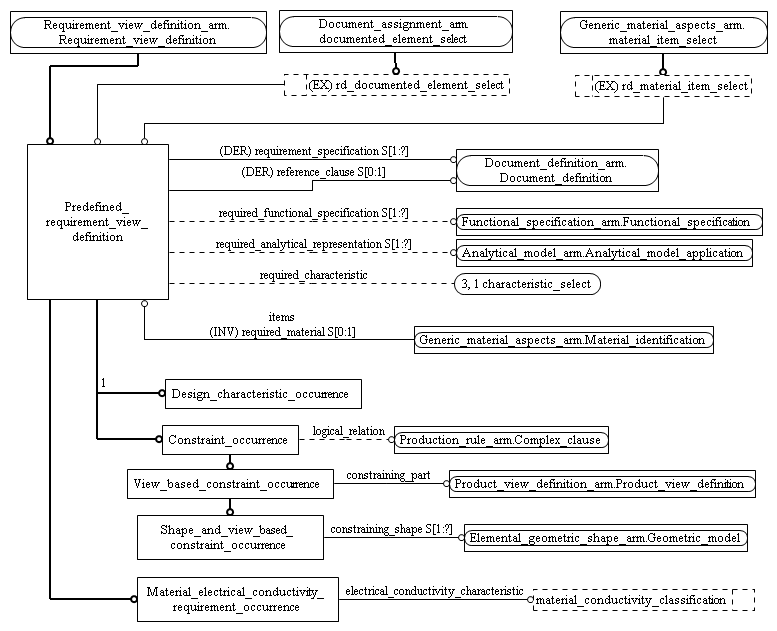 Requirement_view_definition_arm.
Requirement_view_definition
Document_assignment_arm.
documented_element_select
Generic_material_aspects_arm.
material_item_select
(EX) rd_documented_element_select
(EX) rd_material_item_select
Predefined_
requirement_view_
definition
(DER) requirement_specification S[1:?]
(DER) reference_clause S[0:1]
Document_definition_arm.
Document_definition
required_functional_specification S[1:?]
Functional_specification_arm.Functional_specification
required_analytical_representation S[1:?]
Analytical_model_arm.Analytical_model_application
required_characteristic
3, 1 characteristic_select
items
(INV) required_material S[0:1]
Generic_material_aspects_arm.Material_identification
1
Design_characteristic_occurrence
Constraint_occurrence
logical_relation
Production_rule_arm.Complex_clause
View_based_constraint_occurrence
constraining_part
Product_view_definition_arm.Product_view_definition
Shape_and_view_based_
constraint_occurrence
constraining_shape S[1:?]
Elemental_geometric_shape_arm.Geometric_model
Material_electrical_conductivity_
requirement_occurrence
electrical_conductivity_characteristic
material_conductivity_classification